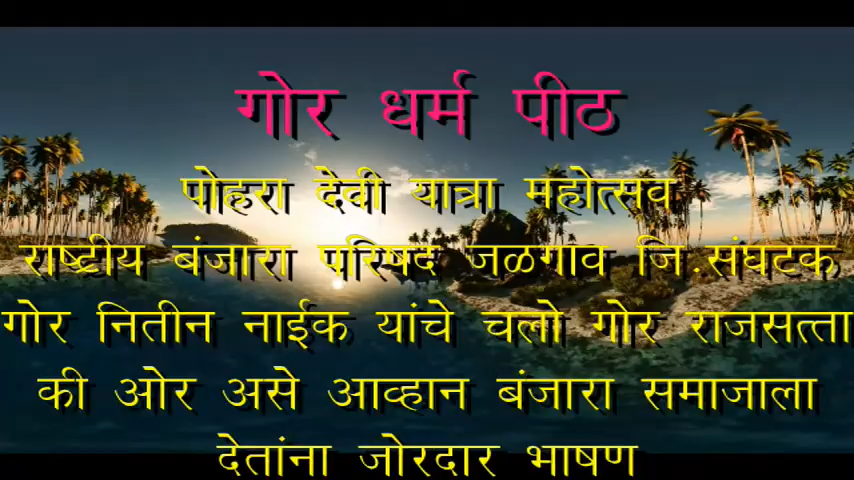 गोर धर्म पीठ
पोहरा देवी यात्रा महोत्सव
राष्ट्रीय बंजारा परिषद जळगाव जि.संघटक
गोर नितीन नाईक यांचे चलो गोर राजसत्ता
की ओर असे आव्हान बंजारा समाजाला
देतांना जोरदार भाषण